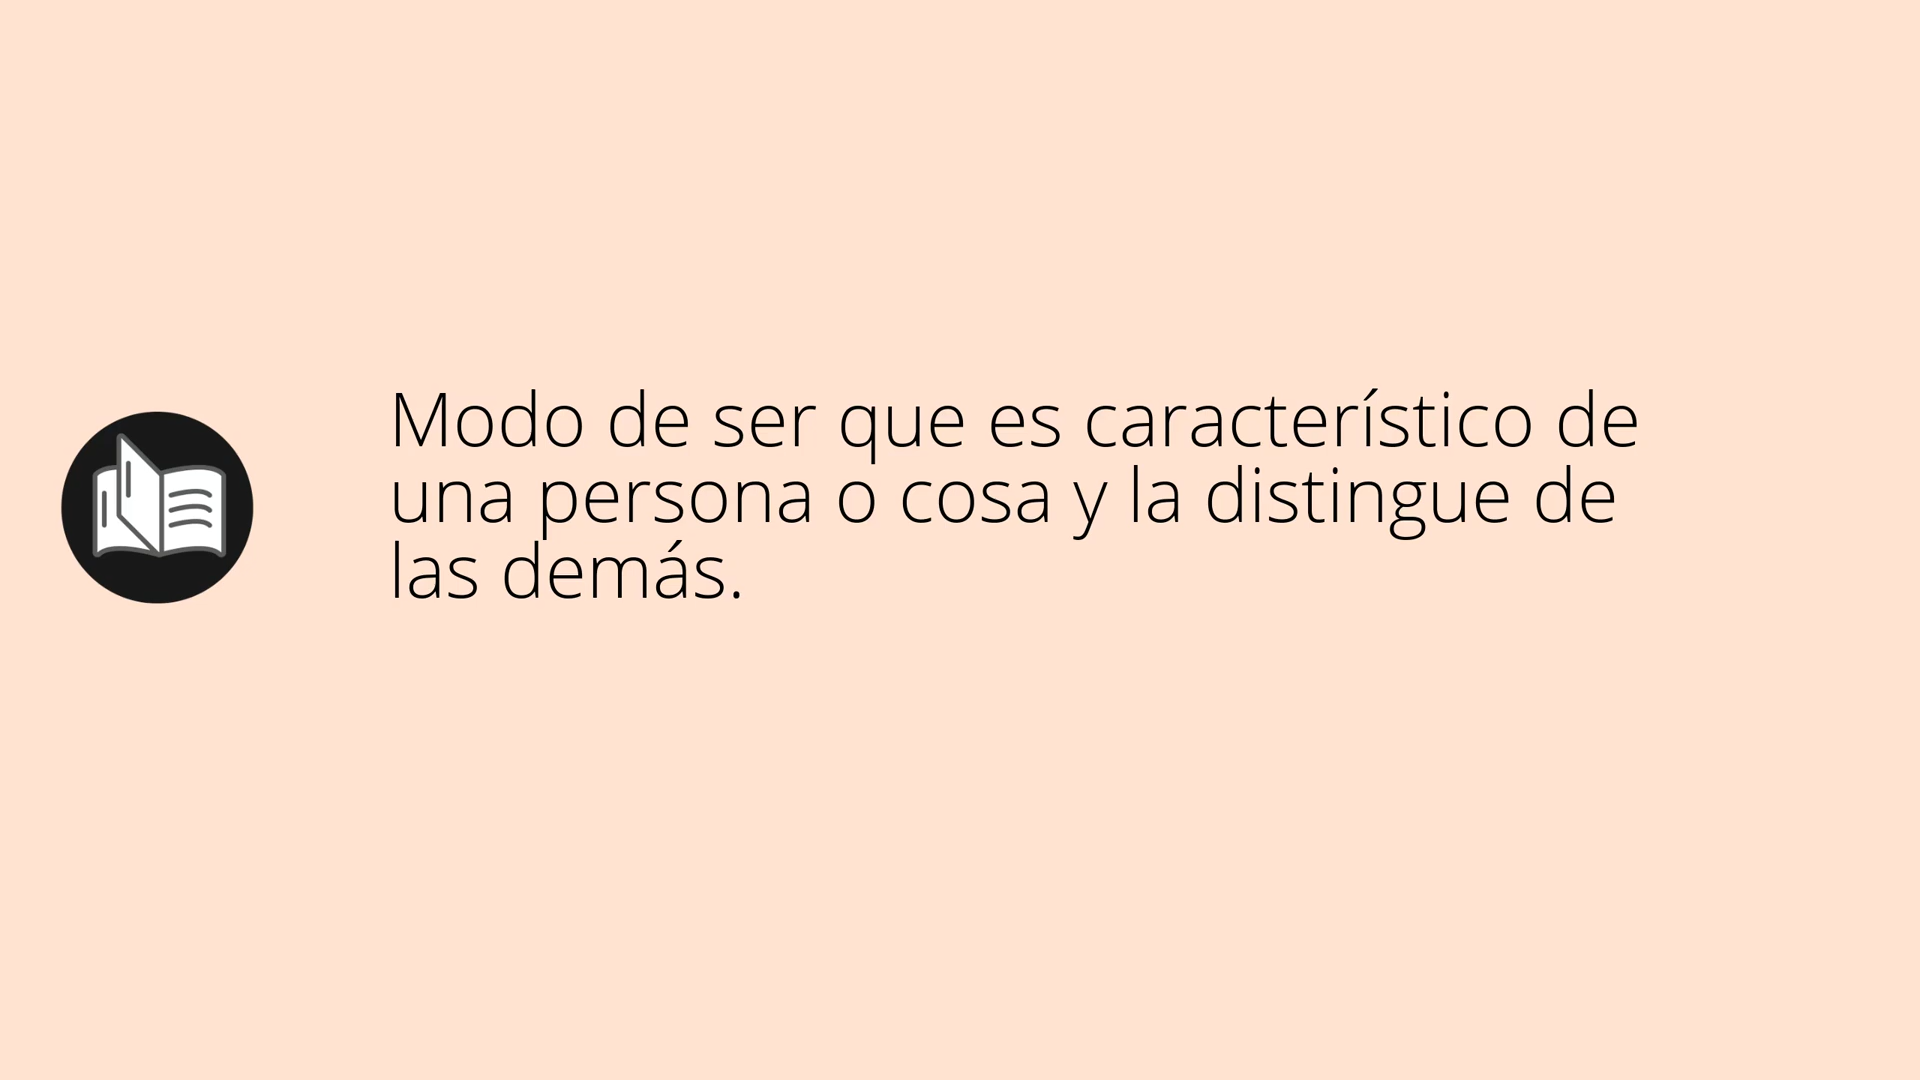 Modo de ser que es característico de
una persona o cosa y la distingue de
las demás.